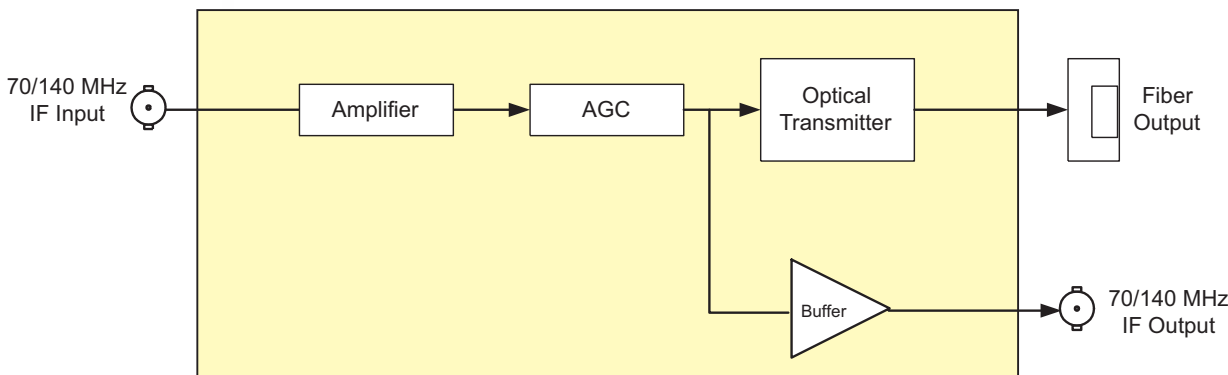 70/140 MHz
IF Input
Amplifier
AGC
Optical
Transmitter
Fiber
Output
Buffer
70/140 MHz
IF Output